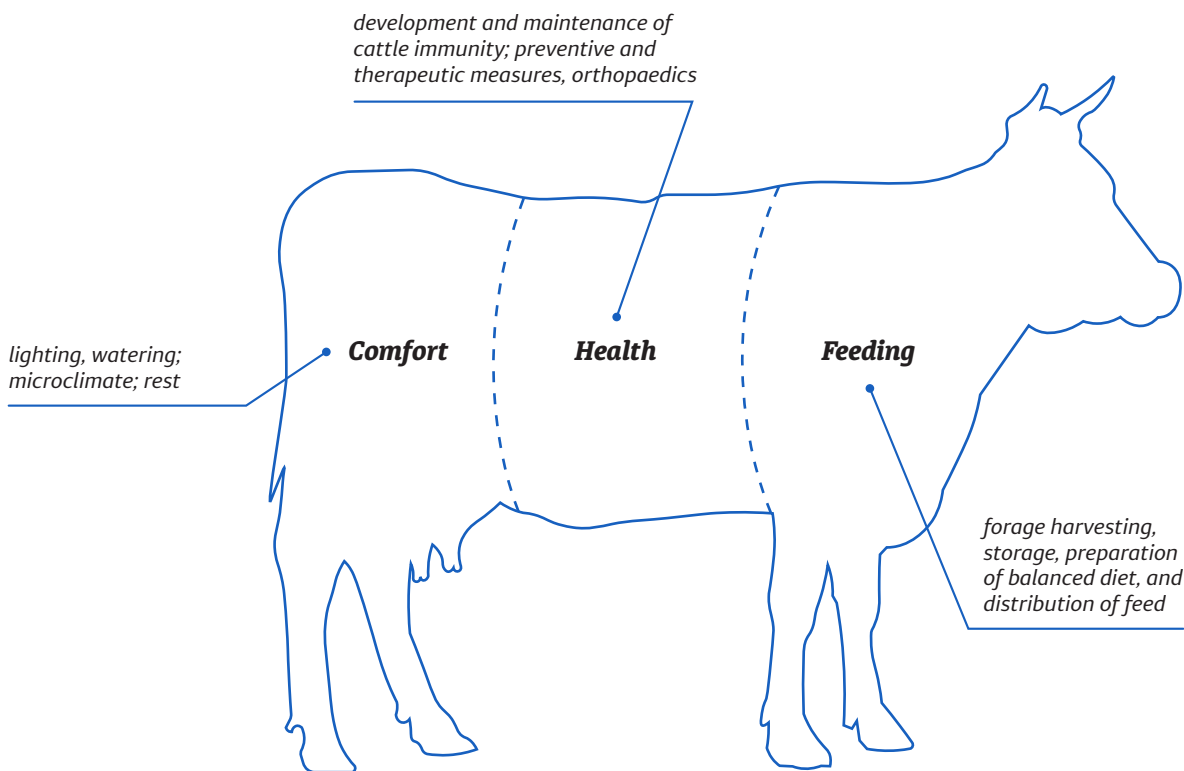 development and maintenance of
cattle immunity; preventive and
therapeutic measures, orthopaedics
lighting, watering;
microclimate; rest
Comfort
Health
Feeding
forage harvesting,
storage, preparation
of balanced diet, and
distribution of feed